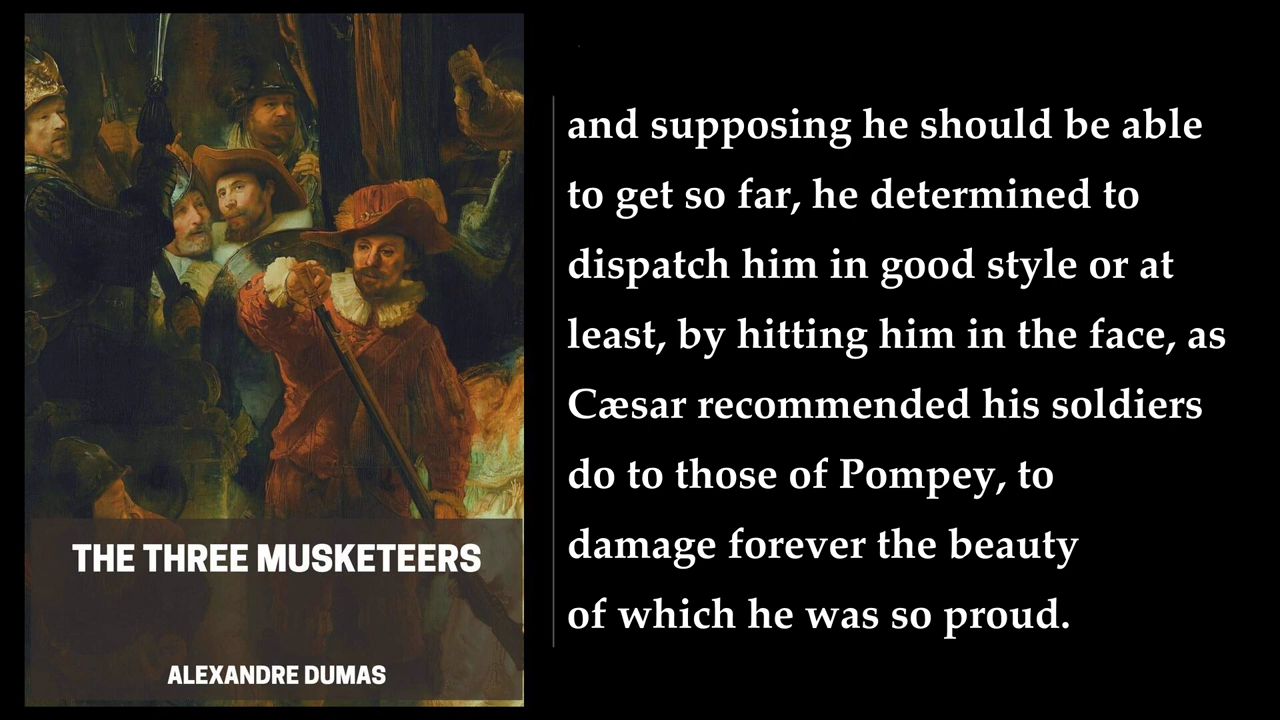 THE THREE MUSKETEERS
ALEXANDRE DUMAS
and supposing he should be able
to get so far, he determined to
dispatch him in good style or at
least, by hitting him in the face, as
Cæsar recommended his soldiers
do to those of Pompey, to
damage forever the beauty
of which he was so proud.